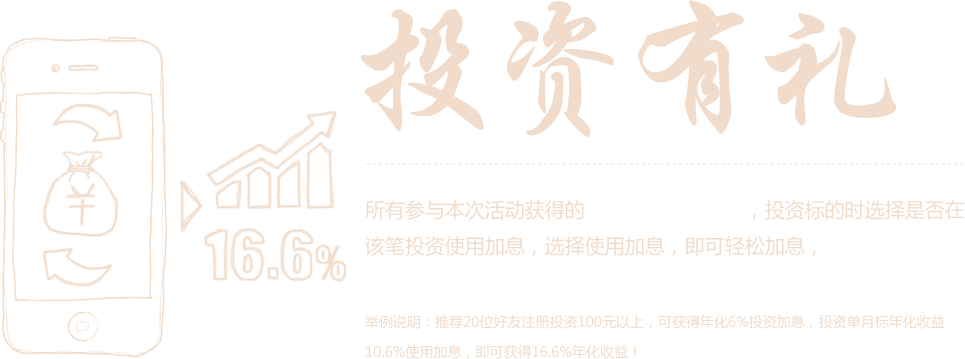 投资有礼
¥
16.6%
所有参与本次活动获得的 ，投资标的时选择是否在
该笔投资使用加息，选择使用加息，即可轻松加息，
举例说明：推荐20位好友注册投资100元以上，可获得年化6%投资加息，投资单月标年化收益
10.6%使用加息，即可获得16.6%年化收益！